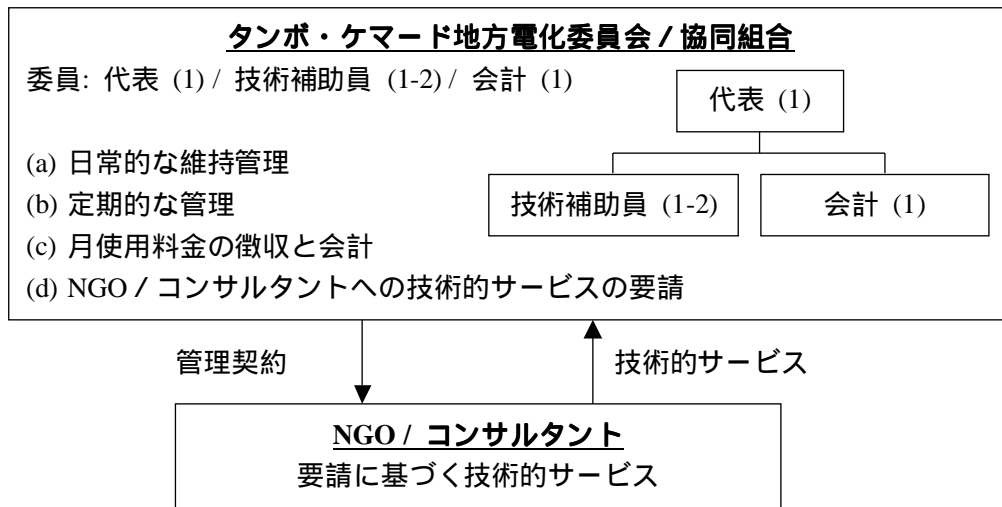 タンボ・ケマード地方電化委員会 / 協同組合
委員: 代表 (1) / 技術補助員 (1-2) / 会計 (1)
代表 (1)
(a) 日常的な維持管理
(b) 定期的な管理
技術補助員 (1-2)
会計 (1)
(c) 月使用料金の徴収と会計
(d) NGO / コンサルタントへの技術的サービスの要請
管理契約
技術的サービス
NGO / コンサルタント
要請に基づく技術的サービス